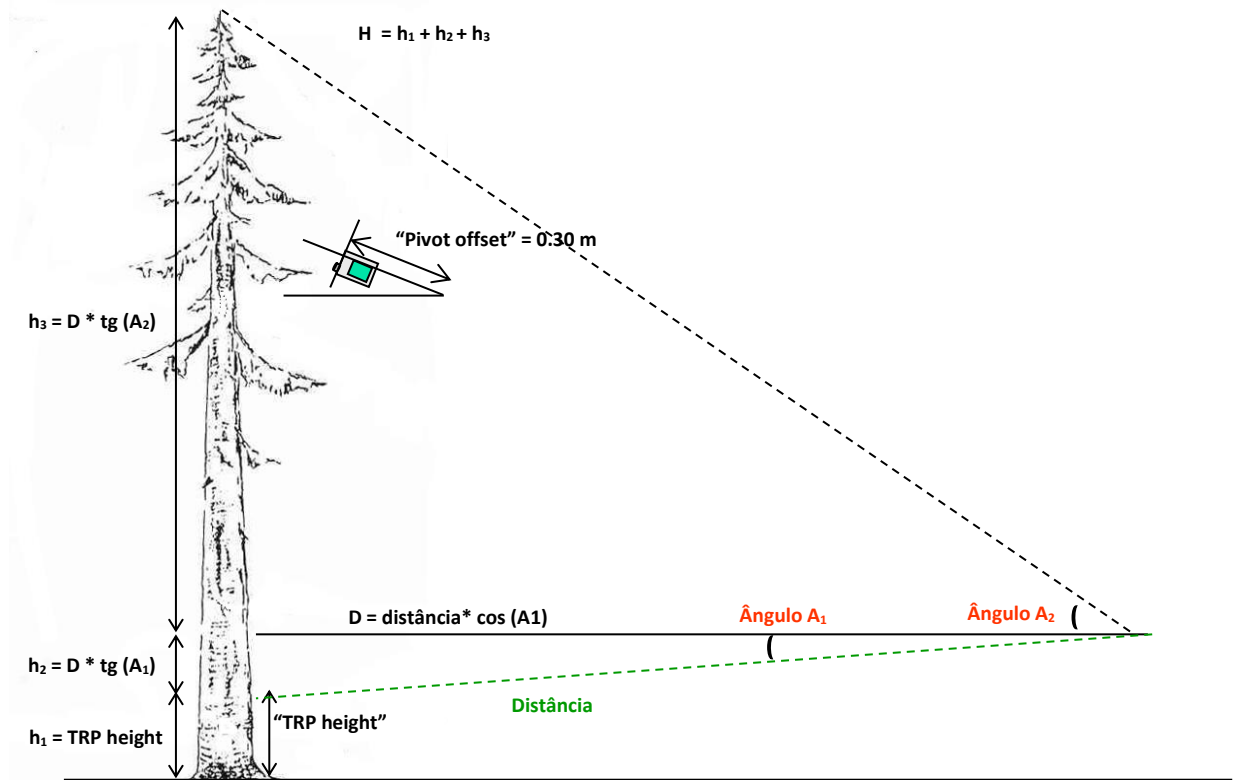 H = h₁ + h₂ + h₃
“Pivot offset” = 0.30 m
h₃ = D * tg (A₂)
D = distância* cos (A1)
Ângulo A₁
Ângulo A₂
h₂ = D * tg (A₁)
Distância
“TRP height”
h₁ = TRP height